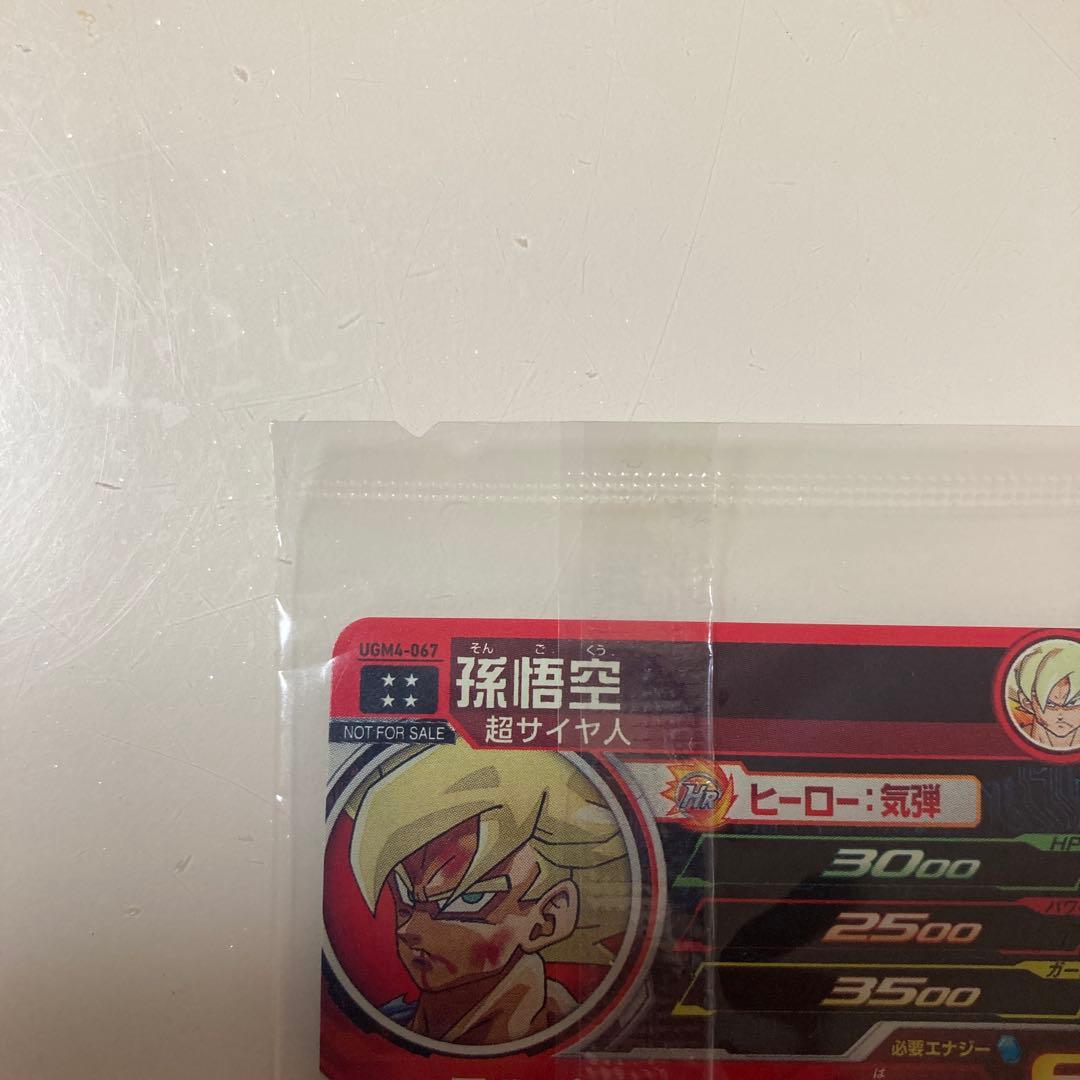 UGM4-067
そん ご くう
孫悟空
超サイヤ人
NOT FOR SALE
HR
ヒーロー：気弾
HP
3000
2500
3500
必要エナジー
は